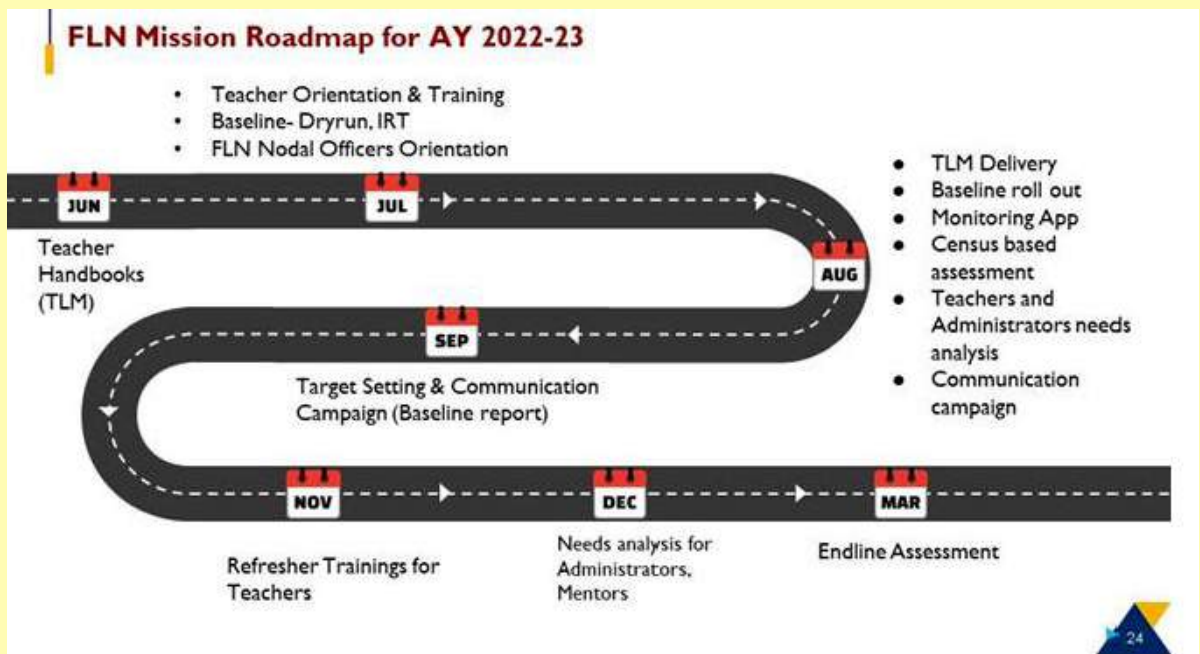 FLN Mission Roadmap for AY 2022-23
• Teacher Orientation & Training
• Baseline- Dryrun, IRT
• FLN Nodal Officers Orientation
JUN
JUL
Teacher
Handbooks
(TLM)
AUG
● TLM Delivery
● Baseline roll out
● Monitoring App
● Census based
assessment
● Teachers and
Administrators needs
analysis
● Communication
campaign
SEP
Target Setting & Communication
Campaign (Baseline report)
NOV
Refresher Trainings for
Teachers
DEC
Needs analysis for
Administrators,
Mentors
MAR
Endline Assessment
24